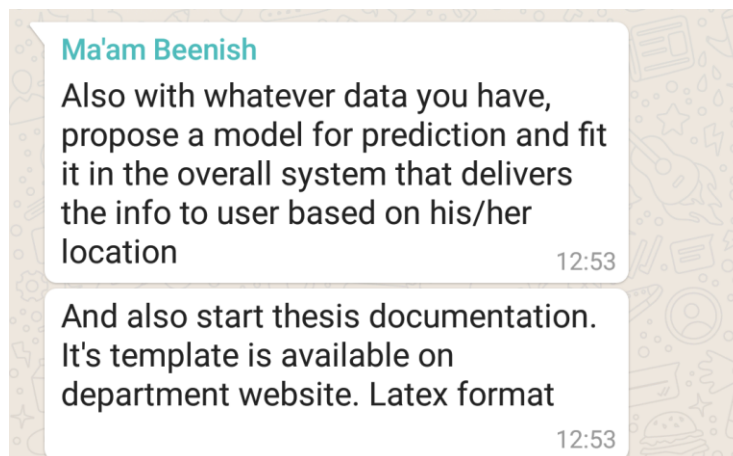 Ma'am Beenish
Also with whatever data you have,
propose a model for prediction and fit
it in the overall system that delivers
the info to user based on his/her
location
12:53
And also start thesis documentation.
It's template is available on
department website. Latex format
12:53